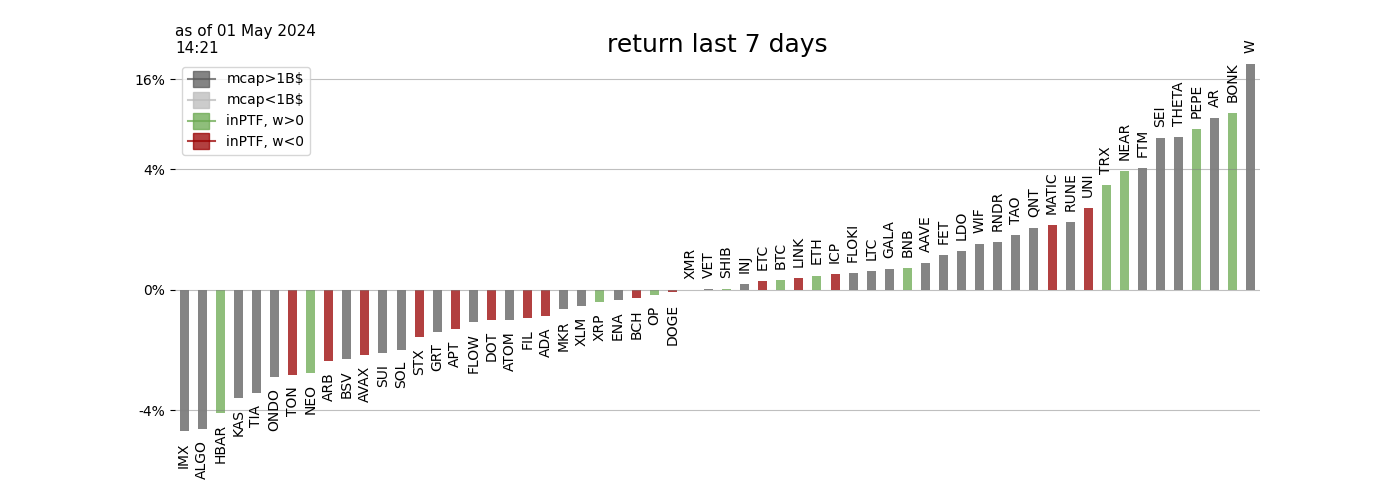 as of 01 May 2024
14:21
return last 7 days
mcap>1B$
mcap<1B$
inPTF, w>0
inPTF, w<0
16%
4%
0%
-4%
IMX
ALGO
HBAR
KAS
TIA
ONDO
TON
NEO
ARB
BSV
AVAX
SUI
SOL
STX
GRT
APT
FLOW
DOT
ATOM
FIL
ADA
MKR
XLM
XRP
ENA
BCH
OP
DOGE
XMR
VET
SHIB
INJ
ETC
BTC
LINK
ETH
ICP
FLOKI
LTC
GALA
BNB
AAVE
FET
LDO
WIF
RNDR
TAO
QNT
MATIC
RUNE
UNI
TRX
NEAR
FTM
SEI
THETA
PEPE
AR
BONK
W